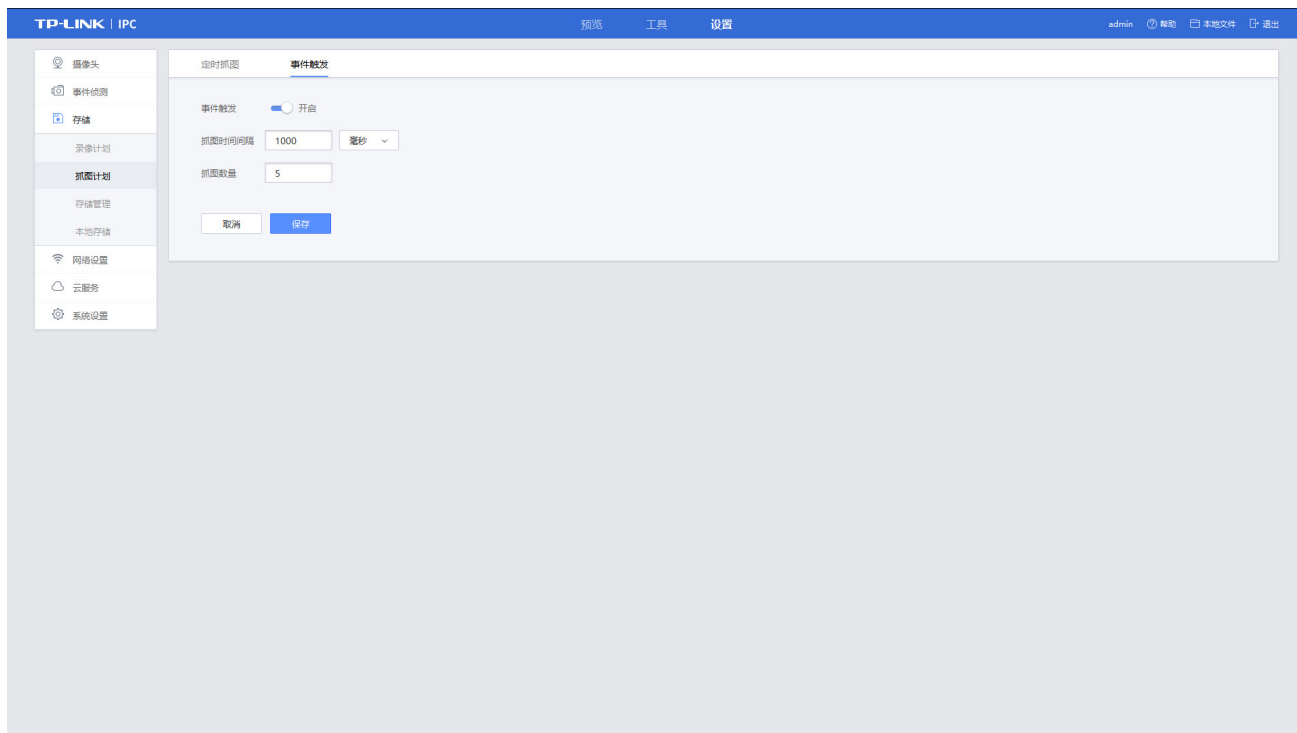 TP-LINK | IPC 预览 工具 设置 admin 帮助 本地文件 退出
摄像头
事件侦测
存储
录像计划
抓图计划
存储管理
本地存储
网络设置
云服务
系统设置
定时抓图 事件触发
事件触发 开启
抓图时间间隔 1000 毫秒
抓图数量 5
取消 保存